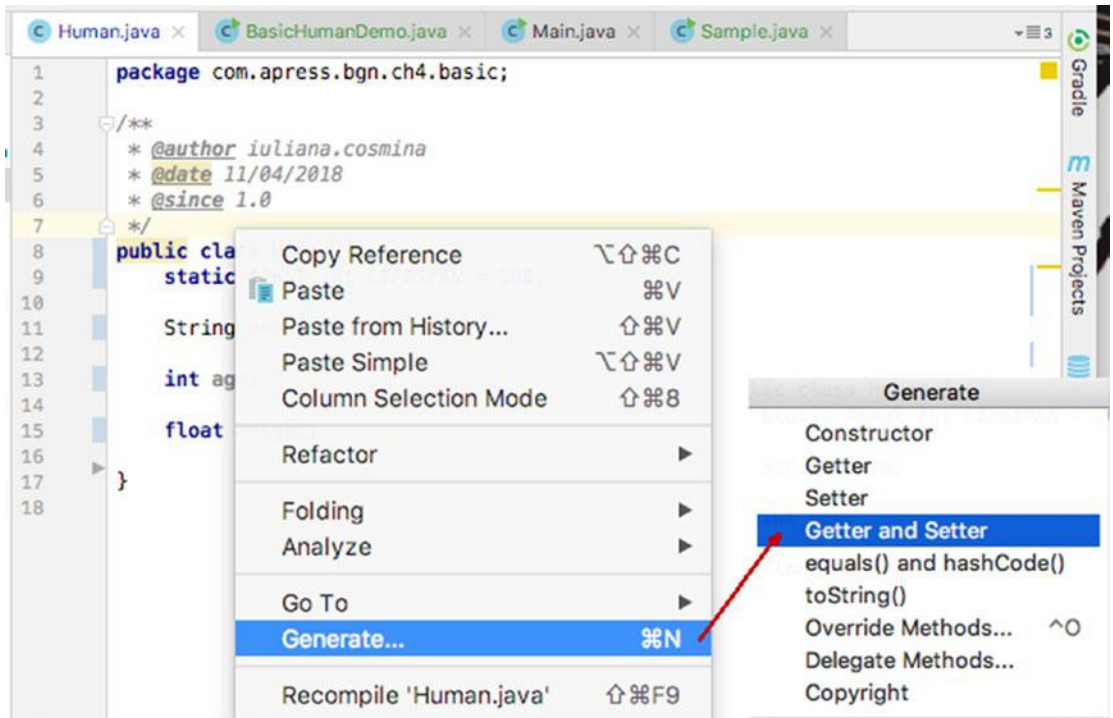 Human.java BasicHumanDemo.java Main.java Sample.java 3
1 package com.apress.bgn.ch4.basic;
2
3 /**
4 * @author iuliana.cosmina
5 * @date 11/04/2018
6 * @since 1.0
7 */
8 public cla
9 static
10
11 String
12
13 int ag
14
15 float
16
17 }
18
Copy Reference ⌥⇧⌘C
Paste ⌘V
Paste from History... ⇧⌘V
Paste Simple ⌥⇧⌘V
Column Selection Mode ⇧⌘8
Refactor
Folding
Analyze
Go To
Generate... ⌘N
Recompile 'Human.java' ⇧⌘F9
Generate
Constructor
Getter
Setter
Getter and Setter
equals() and hashCode()
toString()
Override Methods... ^O
Delegate Methods...
Copyright
Gradle
m Maven Projects